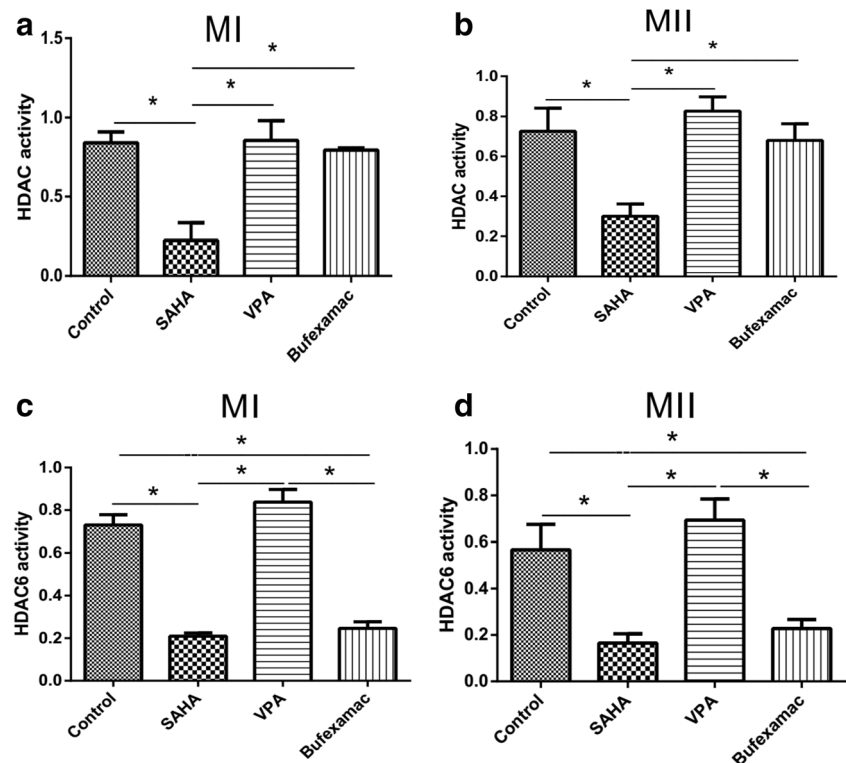 a
MI
*
*
*
HDAC activity
1.5
1.0
0.5
0.0
Control
SAHA
VPA
Bufexamac
b
MII
*
*
*
HDAC activity
1.0
0.8
0.6
0.4
0.2
0.0
Control
SAHA
VPA
Bufexamac
c
MI
*
*
*
*
HDAC6 activity
1.0
0.8
0.6
0.4
0.2
0.0
Control
SAHA
VPA
Bufexamac
d
MII
*
*
*
*
HDAC6 activity
1.0
0.8
0.6
0.4
0.2
0.0
Control
SAHA
VPA
Bufexamac